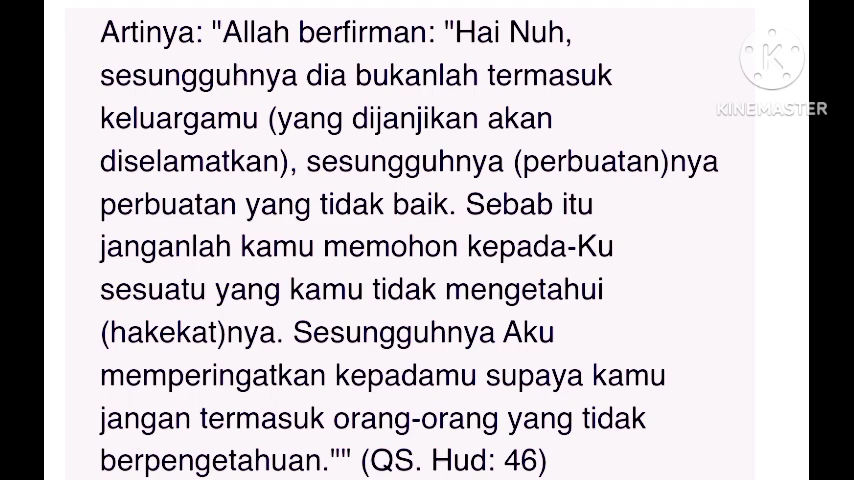 Artinya: "Allah berfirman: "Hai Nuh,
sesungguhnya dia bukanlah termasuk
keluargamu (yang dijanjikan akan
diselamatkan), sesungguhnya (perbuatan)nya
perbuatan yang tidak baik. Sebab itu
janganlah kamu memohon kepada-Ku
sesuatu yang kamu tidak mengetahui
(hakekat)nya. Sesungguhnya Aku
memperingatkan kepadamu supaya kamu
jangan termasuk orang-orang yang tidak
berpengetahuan."" (QS. Hud: 46)
K
KINEMASTER